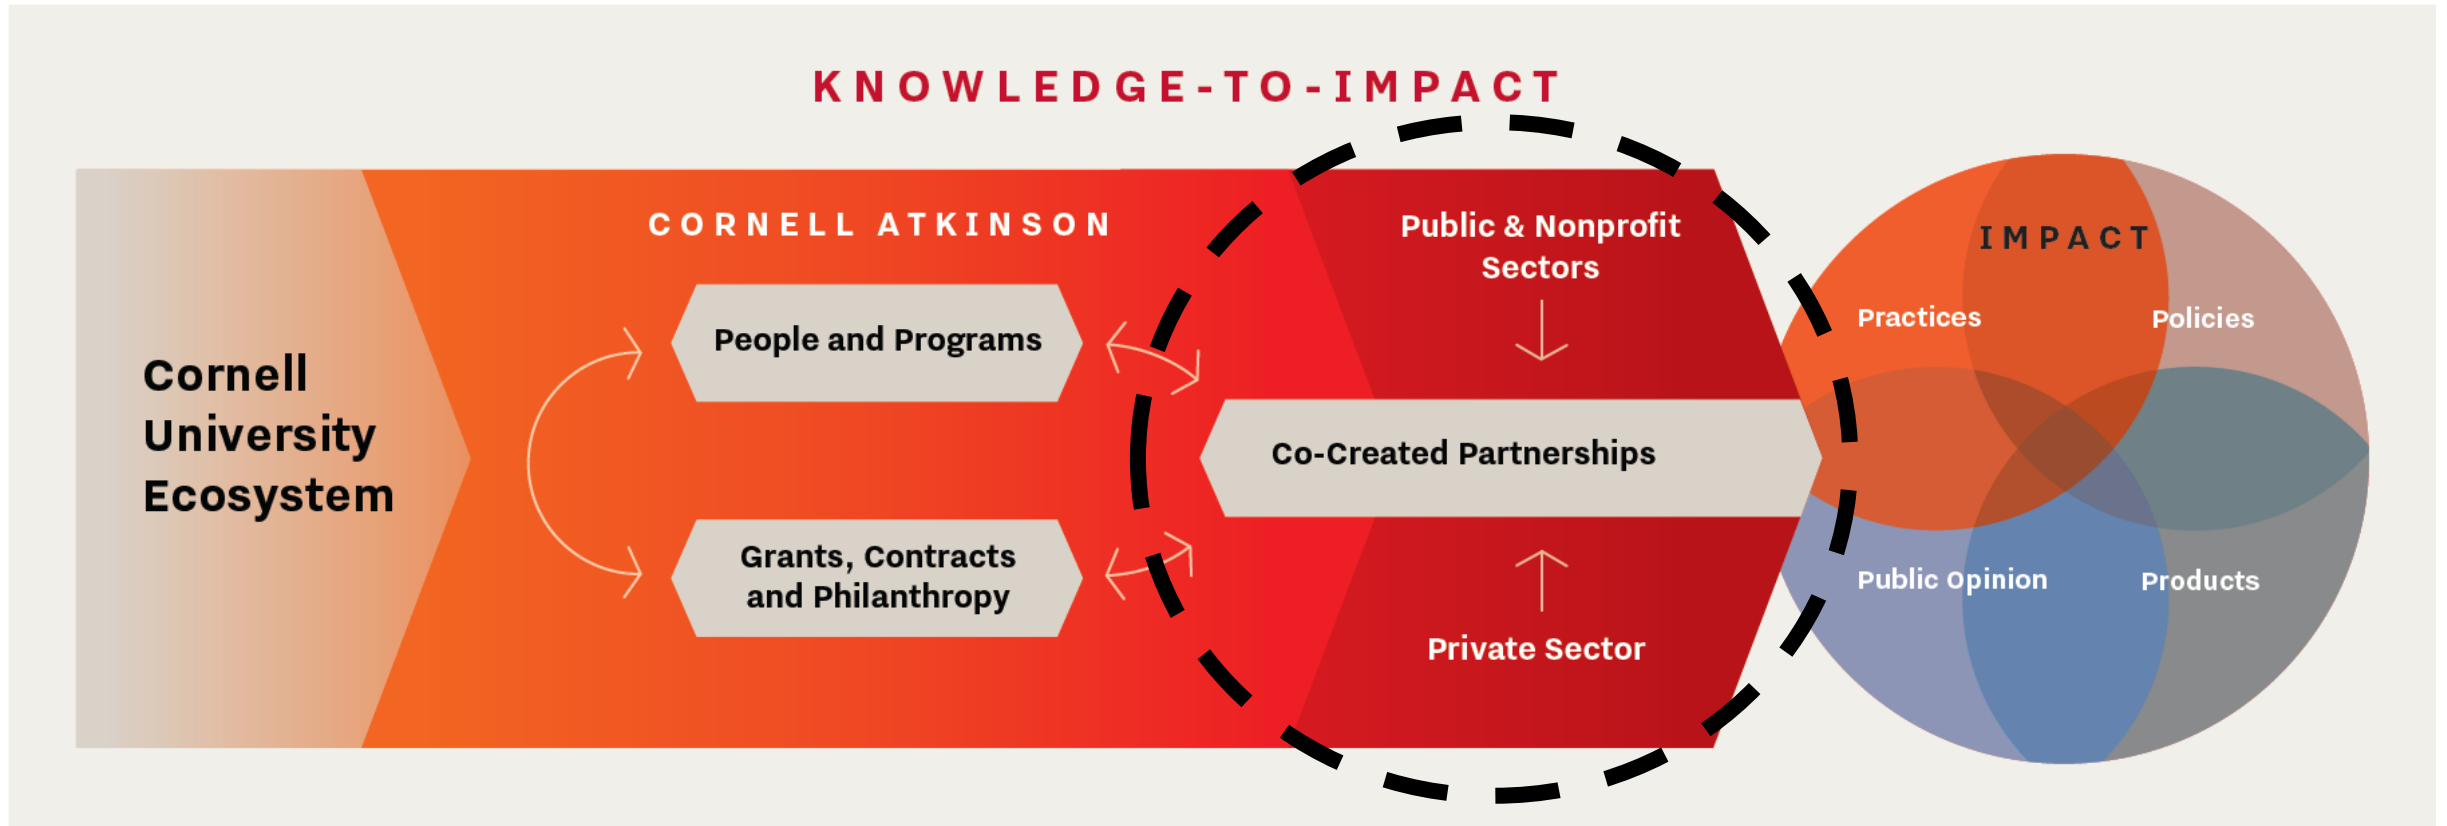 KNOWLEDGE-TO-IMPACT
Cornell
University
Ecosystem
CORNELL ATKINSON
People and Programs
Grants, Contracts
and Philanthropy
Public & Nonprofit
Sectors
Co-Created Partnerships
Private Sector
IMPACT
Practices
Policies
Public Opinion
Products